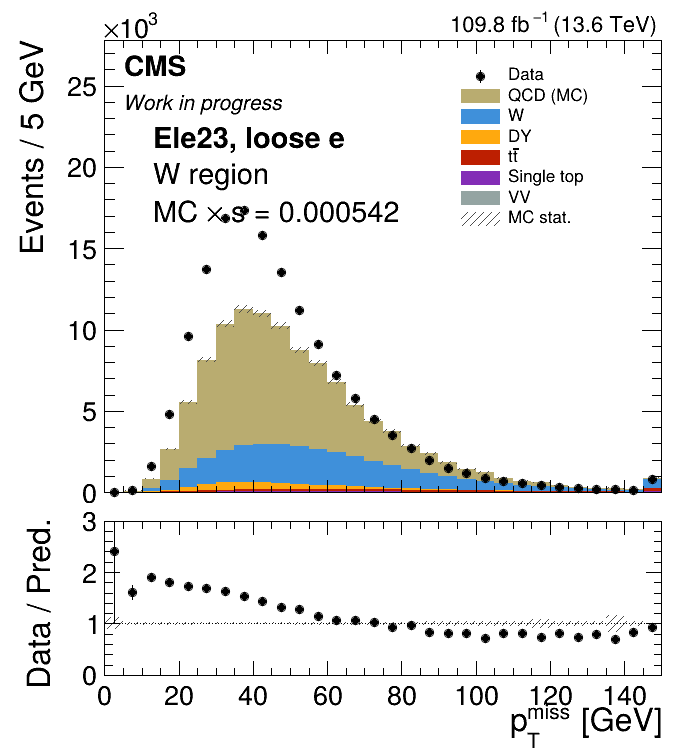 ×10³
109.8 fb⁻¹ (13.6 TeV)
Events / 5 GeV
CMS
Work in progress
Ele23, loose e
W region
MC × s = 0.000542
Data
QCD (MC)
W
DY
tt̄
Single top
VV
MC stat.
25
20
15
10
5
0
Data / Pred.
3
2
1
0
0 20 40 60 80 100 120 140
p_T^miss [GeV]